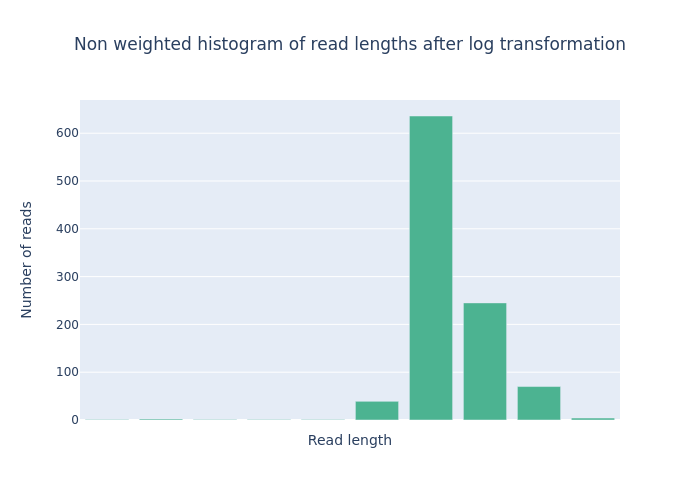 Non weighted histogram of read lengths after log transformation
600
500
400
300
200
100
0
Number of reads
Read length